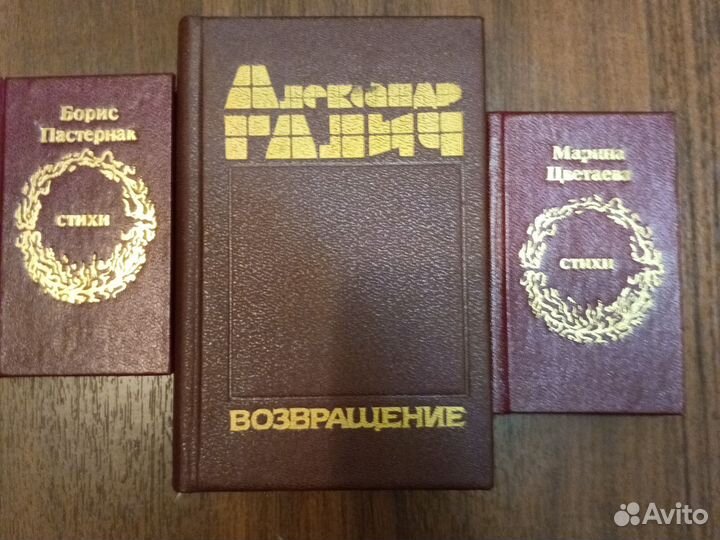 Борис
Пастернак
СТИХИ
Александр
ГАЛИЧ
ВОЗВРАЩЕНИЕ
Марина
Цветаева
СТИХИ
Avito